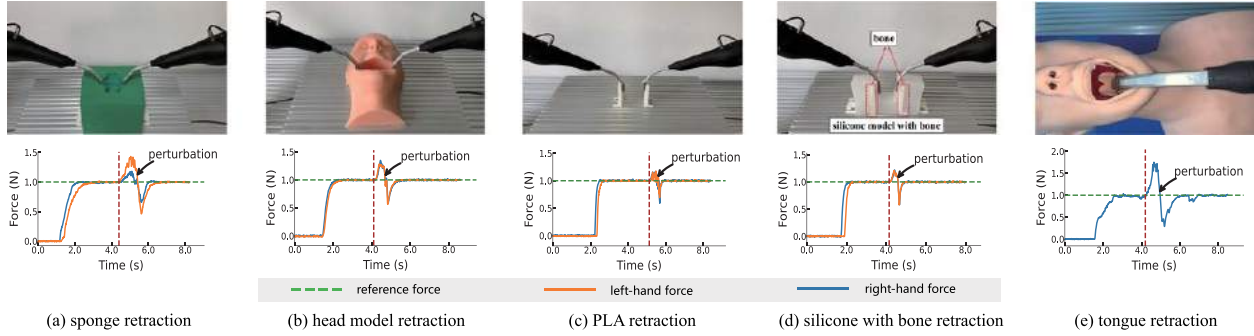 bone
silicone model with bone
1.5
1.0
0.5
0.0
0.0 2.0 4.0 6.0 8.0
Force (N)
Time (s)
perturbation
1.5
1.0
0.5
0.0
0.0 2.0 4.0 6.0 8.0
Force (N)
Time (s)
perturbation
1.5
1.0
0.5
0.0
0.0 2.0 4.0 6.0 8.0
Force (N)
Time (s)
perturbation
1.5
1.0
0.5
0.0
0.0 2.0 4.0 6.0 8.0
Force (N)
Time (s)
perturbation
2.0
1.5
1.0
0.5
0.0
0.0 2.0 4.0 6.0 8.0
Force (N)
Time (s)
perturbation
reference force left-hand force right-hand force
(a) sponge retraction (b) head model retraction (c) PLA retraction (d) silicone with bone retraction (e) tongue retraction